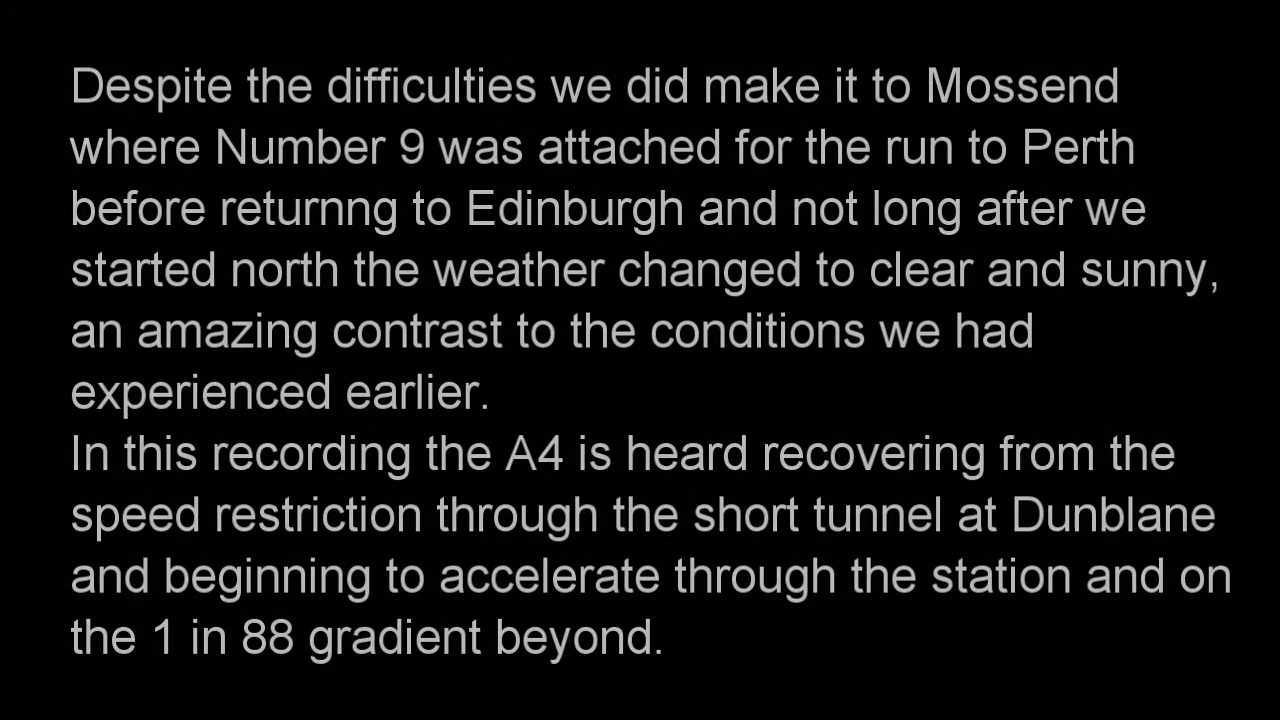 Despite the difficulties we did make it to Mossend
where Number 9 was attached for the run to Perth
before returnng to Edinburgh and not long after we
started north the weather changed to clear and sunny,
an amazing contrast to the conditions we had
experienced earlier.
In this recording the A4 is heard recovering from the
speed restriction through the short tunnel at Dunblane
and beginning to accelerate through the station and on
the 1 in 88 gradient beyond.